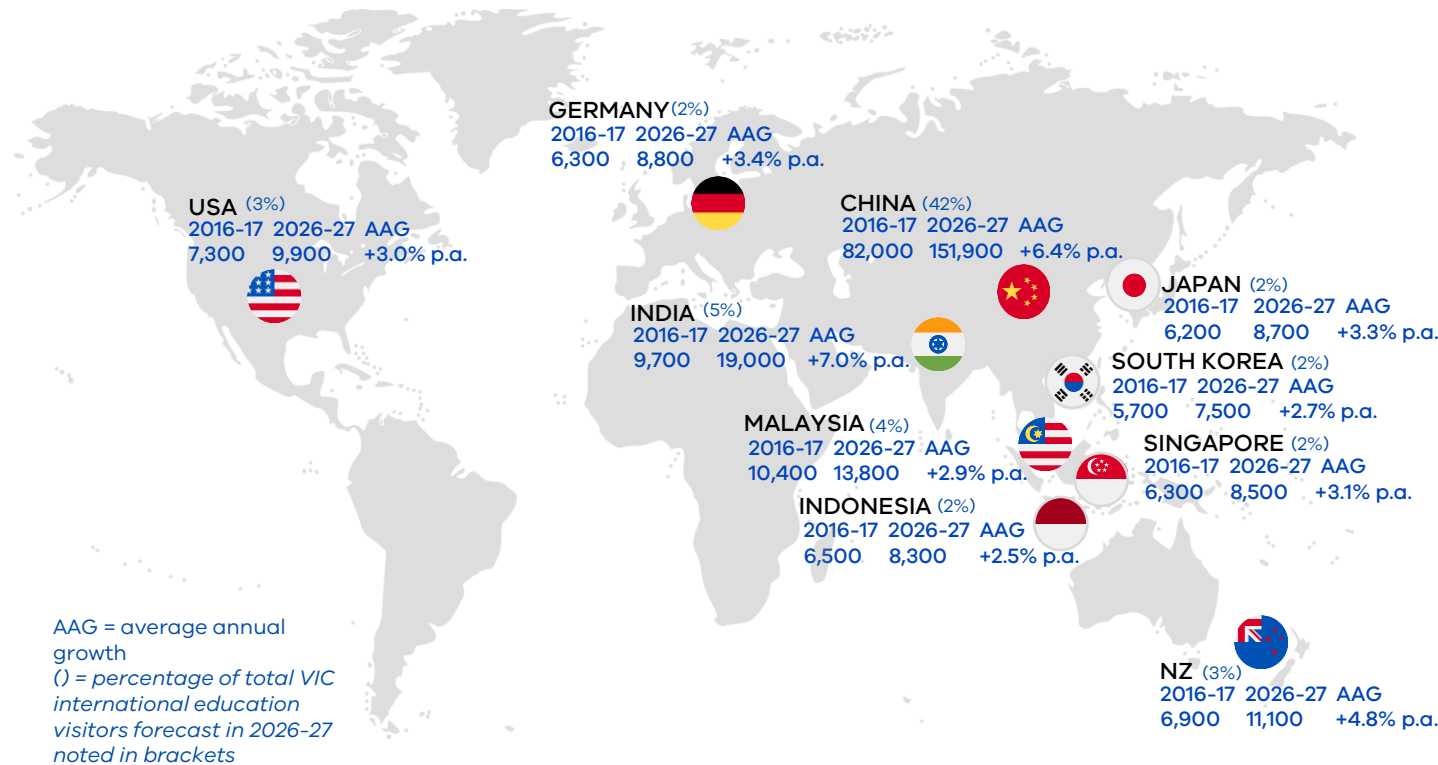 GERMANY (2%)
2016-17 2026-27 AAG
6,300 8,800 +3.4% p.a.
USA (3%)
2016-17 2026-27 AAG
7,300 9,900 +3.0% p.a.
CHINA (42%)
2016-17 2026-27 AAG
82,000 151,900 +6.4% p.a.
JAPAN (2%)
2016-17 2026-27 AAG
6,200 8,700 +3.3% p.a.
INDIA (5%)
2016-17 2026-27 AAG
9,700 19,000 +7.0% p.a.
SOUTH KOREA (2%)
2016-17 2026-27 AAG
5,700 7,500 +2.7% p.a.
MALAYSIA (4%)
2016-17 2026-27 AAG
10,400 13,800 +2.9% p.a.
SINGAPORE (2%)
2016-17 2026-27 AAG
6,300 8,500 +3.1% p.a.
INDONESIA (2%)
2016-17 2026-27 AAG
6,500 8,300 +2.5% p.a.
NZ (3%)
2016-17 2026-27 AAG
6,900 11,100 +4.8% p.a.
AAG = average annual
growth
() = percentage of total VIC
international education
visitors forecast in 2026-27
noted in brackets